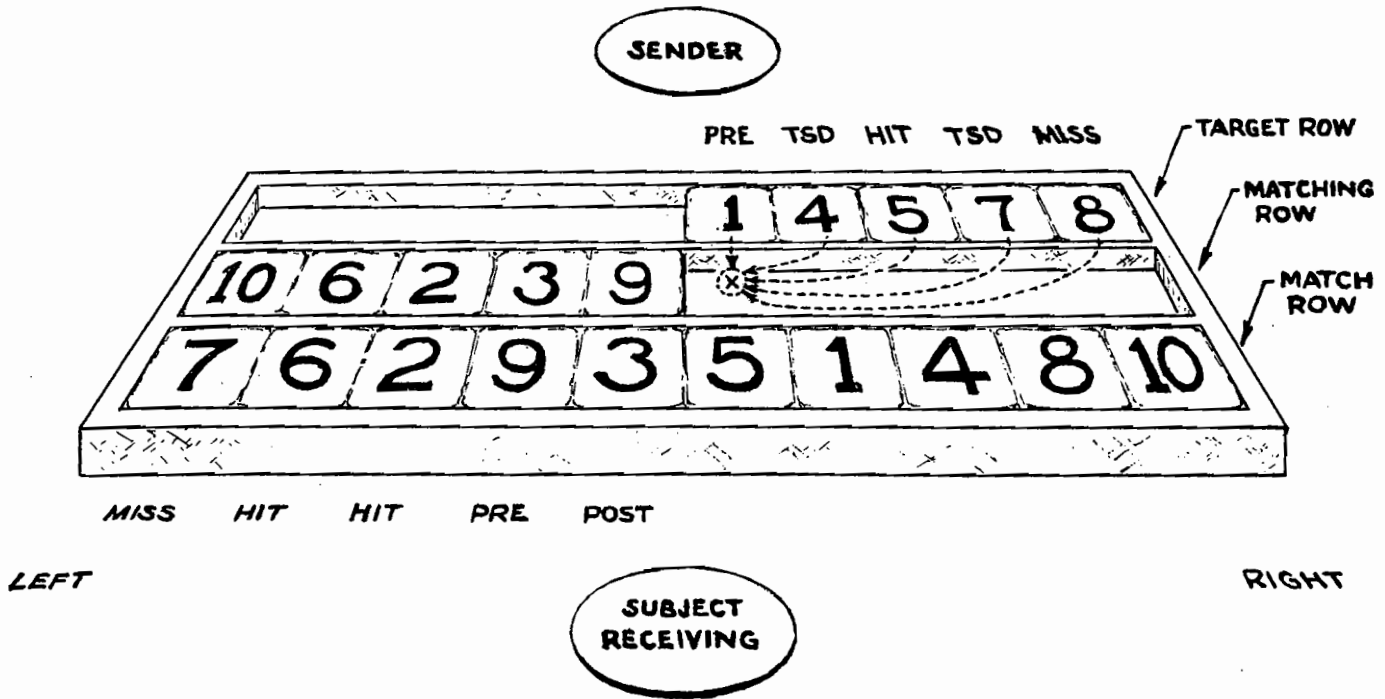 SENDER
PRE TSD HIT TSD MISS
TARGET ROW
MATCHING
ROW
MATCH
ROW
1 4 5 7 8
10 6 2 3 9
X
7 6 2 9 3 5 1 4 8 10
MISS HIT HIT PRE POST
LEFT
RIGHT
SUBJECT
RECEIVING